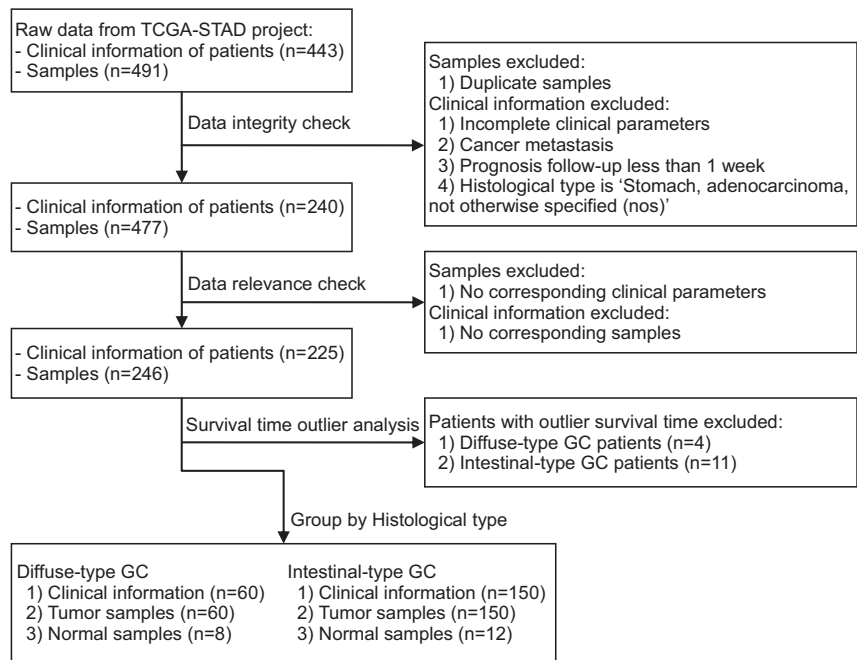 Raw data from TCGA-STAD project:
- Clinical information of patients (n=443)
- Samples (n=491)
Data integrity check
Samples excluded:
1) Duplicate samples
Clinical information excluded:
1) Incomplete clinical parameters
2) Cancer metastasis
3) Prognosis follow-up less than 1 week
4) Histological type is ‘Stomach, adenocarcinoma,
not otherwise specified (nos)’
- Clinical information of patients (n=240)
- Samples (n=477)
Data relevance check
Samples excluded:
1) No corresponding clinical parameters
Clinical information excluded:
1) No corresponding samples
- Clinical information of patients (n=225)
- Samples (n=246)
Survival time outlier analysis
Patients with outlier survival time excluded:
1) Diffuse-type GC patients (n=4)
2) Intestinal-type GC patients (n=11)
Group by Histological type
Diffuse-type GC
1) Clinical information (n=60)
2) Tumor samples (n=60)
3) Normal samples (n=8)
Intestinal-type GC
1) Clinical information (n=150)
2) Tumor samples (n=150)
3) Normal samples (n=12)